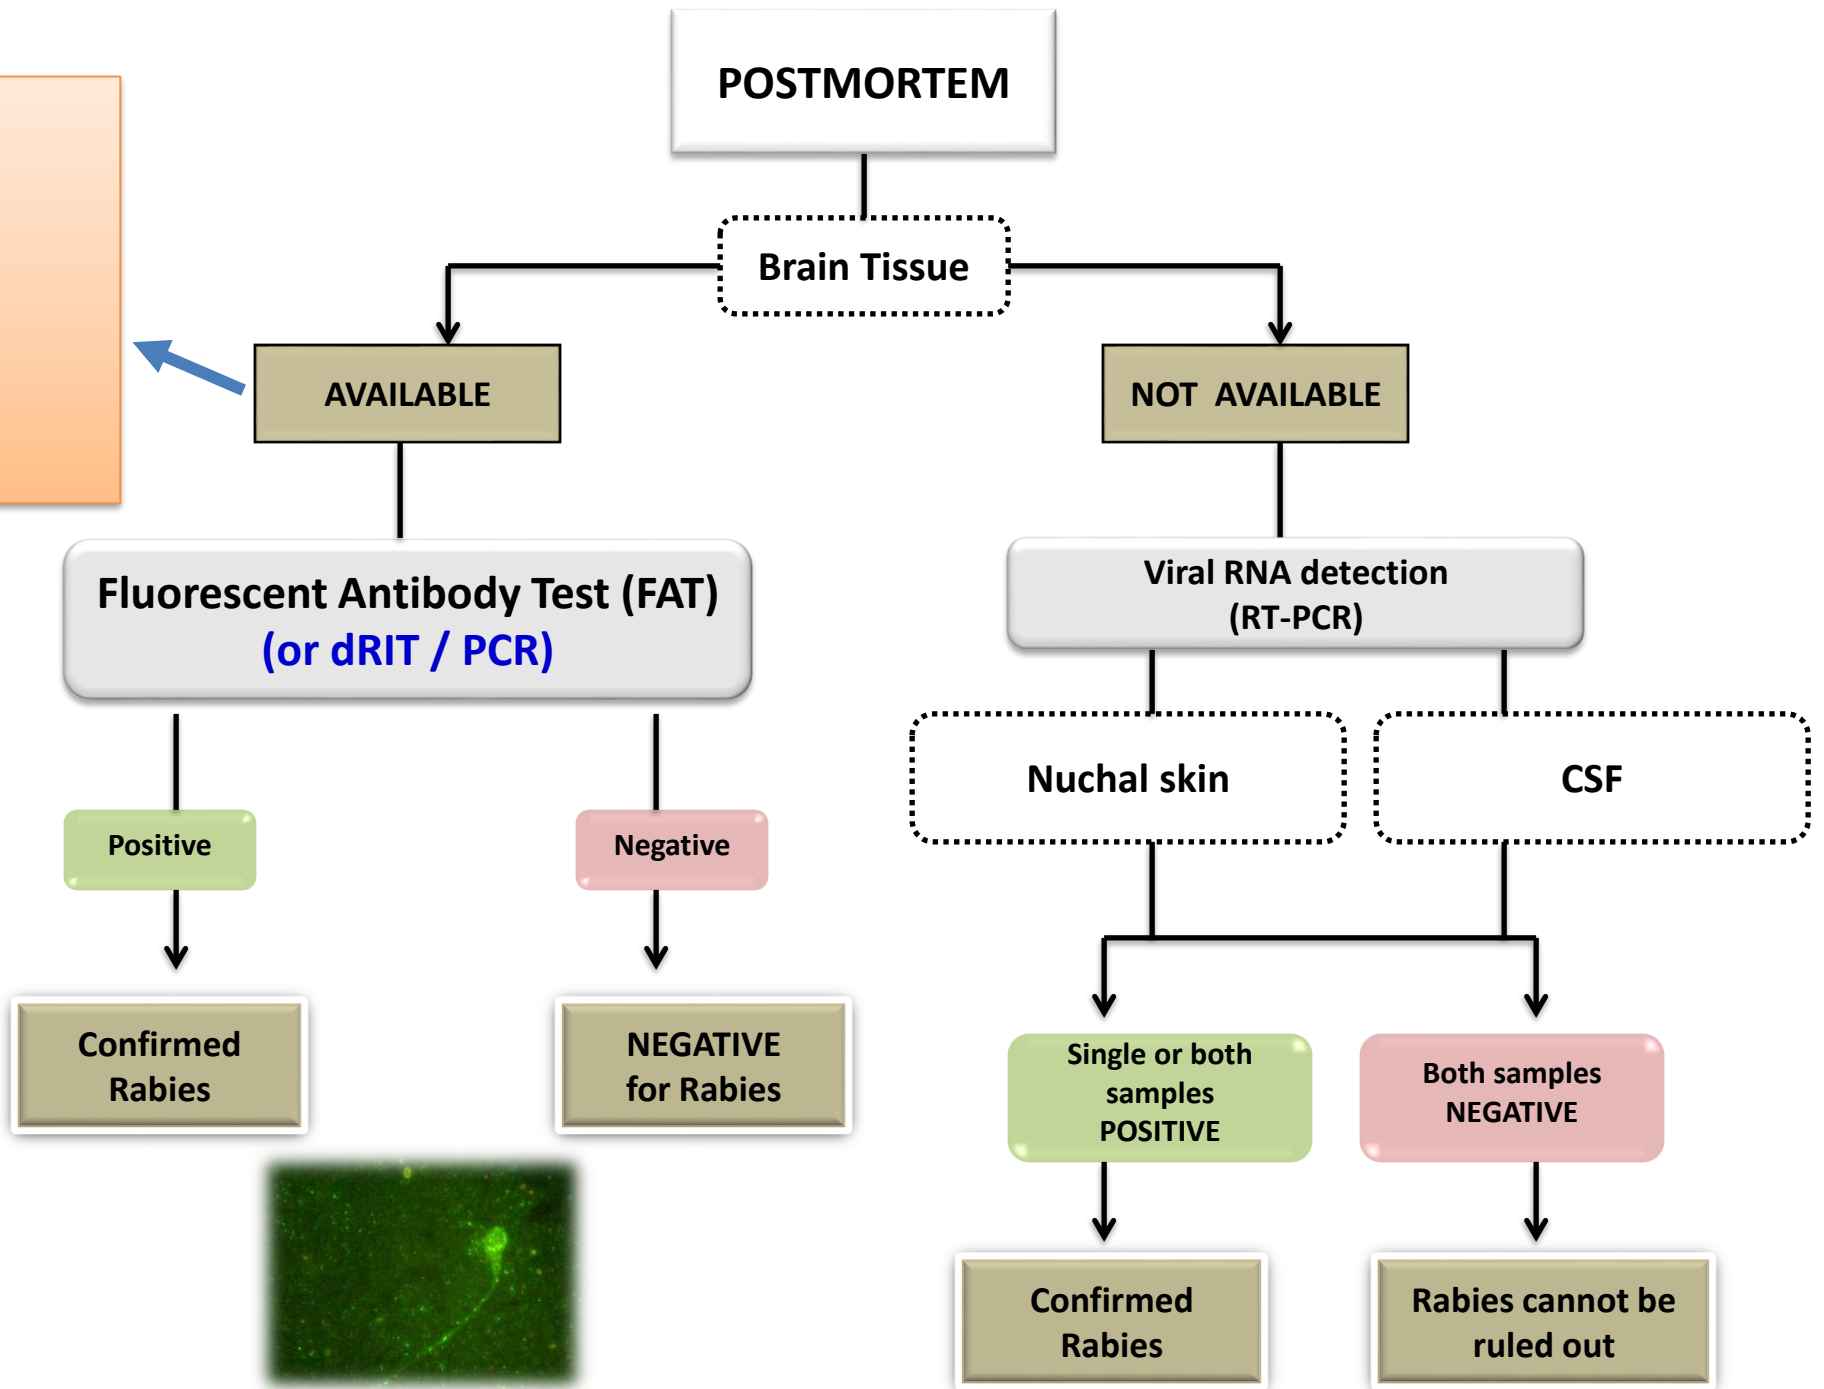 POSTMORTEM
Brain Tissue
AVAILABLE
NOT AVAILABLE
Fluorescent Antibody Test (FAT)
(or dRIT / PCR)
Viral RNA detection
(RT-PCR)
Nuchal skin
CSF
Positive
Negative
Confirmed
Rabies
NEGATIVE
for Rabies
Single or both
samples
POSITIVE
Both samples
NEGATIVE
Confirmed
Rabies
Rabies cannot be
ruled out